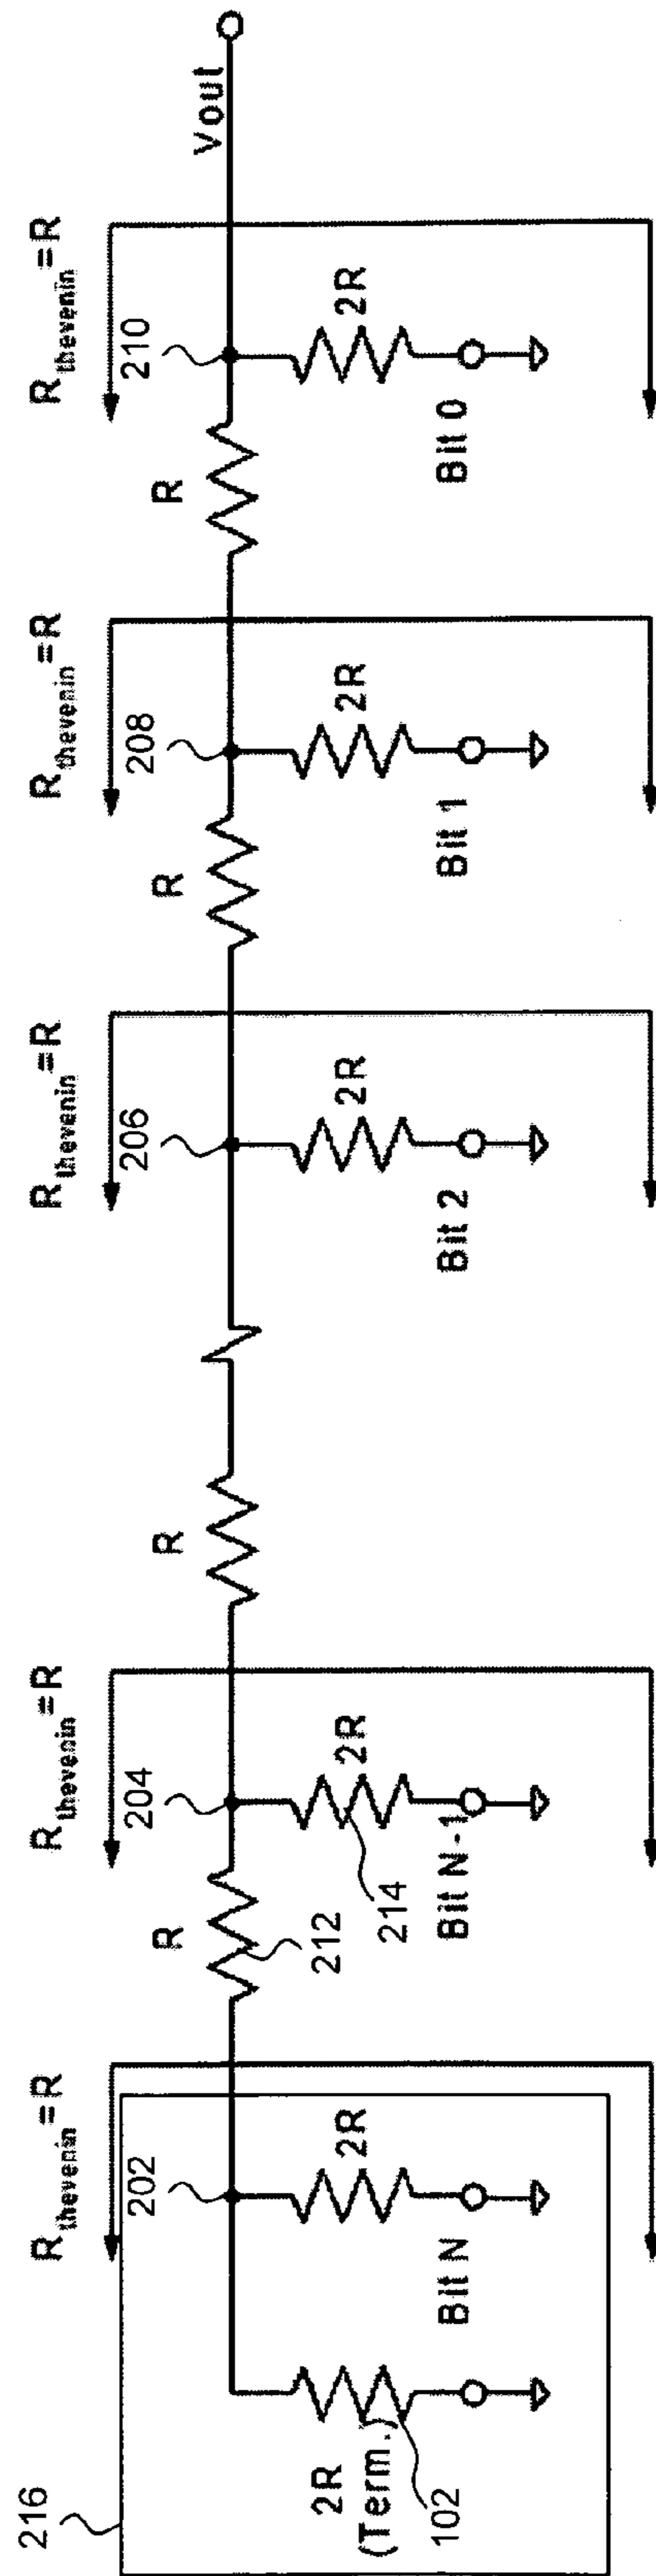 216
R_thevenin=R
202
2R
(Term.)
102
2R
Bit N
R_thevenin=R
204
R
212
2R
214
Bit N-1
R
R_thevenin=R
206
2R
Bit 2
R_thevenin=R
208
R
2R
Bit 1
R_thevenin=R
210
R
2R
Bit 0
Vout